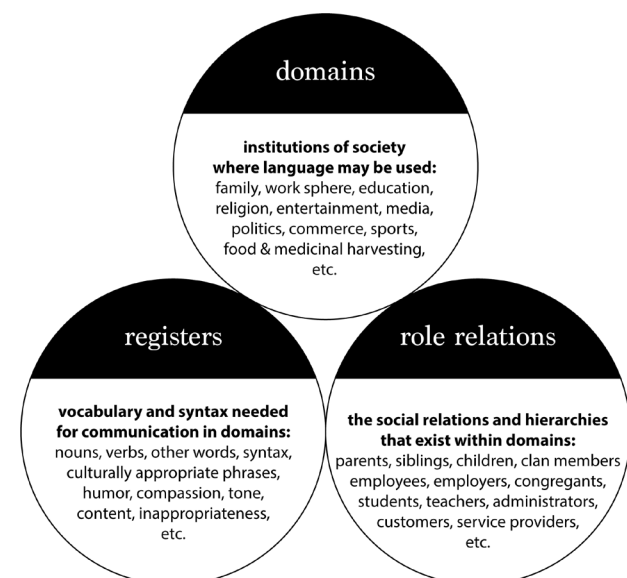 domains
institutions of society
where language may be used:
family, work sphere, education,
religion, entertainment, media,
politics, commerce, sports,
food & medicinal harvesting,
etc.
registers
vocabulary and syntax needed
for communication in domains:
nouns, verbs, other words, syntax,
culturally appropriate phrases,
humor, compassion, tone,
content, inappropriateness,
etc.
role relations
the social relations and hierarchies
that exist within domains:
parents, siblings, children, clan members
employees, employers, congregants,
students, teachers, administrators,
customers, service providers,
etc.